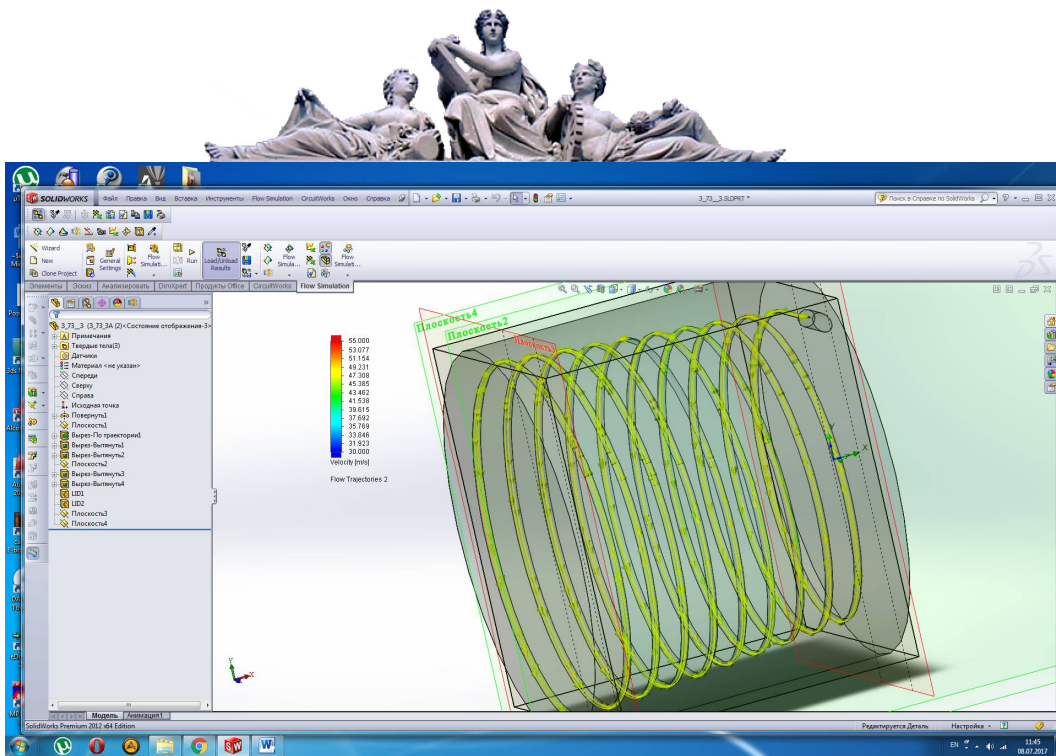 SOLIDWORKS Файл Правка Вид Вставка Инструменты Flow Simulation CircuitWorks Окно Справка
3_73__3.SLDPRT *
Поиск в Справке по SolidWorks
Wizard
New
Clone Project
General Settings
Flow Simulati...
Run
Load/Unload Results
Flow Simula...
Flow Simulati...
Элементы Эскиз Анализировать DimXpert Продукты Office CircuitWorks Flow Simulation
3_73__3 (3_73_3A (2)<Состояние отображения-3>
Примечания
Твердые тела(3)
Датчики
Материал <не указан>
Спереди
Сверху
Справа
Исходная точка
Повернуть1
Плоскость1
Вырез-По траектории1
Вырез-Вытянуть1
Вырез-Вытянуть2
Плоскость2
Вырез-Вытянуть3
Вырез-Вытянуть4
LID1
LID2
Плоскость3
Плоскость4
55.000
53.077
51.154
49.231
47.308
45.385
43.462
41.538
39.615
37.692
35.769
33.846
31.923
30.000
Velocity [m/s]
Flow Trajectories 2
Плоскость4
Плоскость2
Плоскость3
Y
X
Y
X
Модель Анимация1
SolidWorks Premium 2012 x64 Edition
Редактируется Деталь
Настройка
EN
11:45
08.07.2017